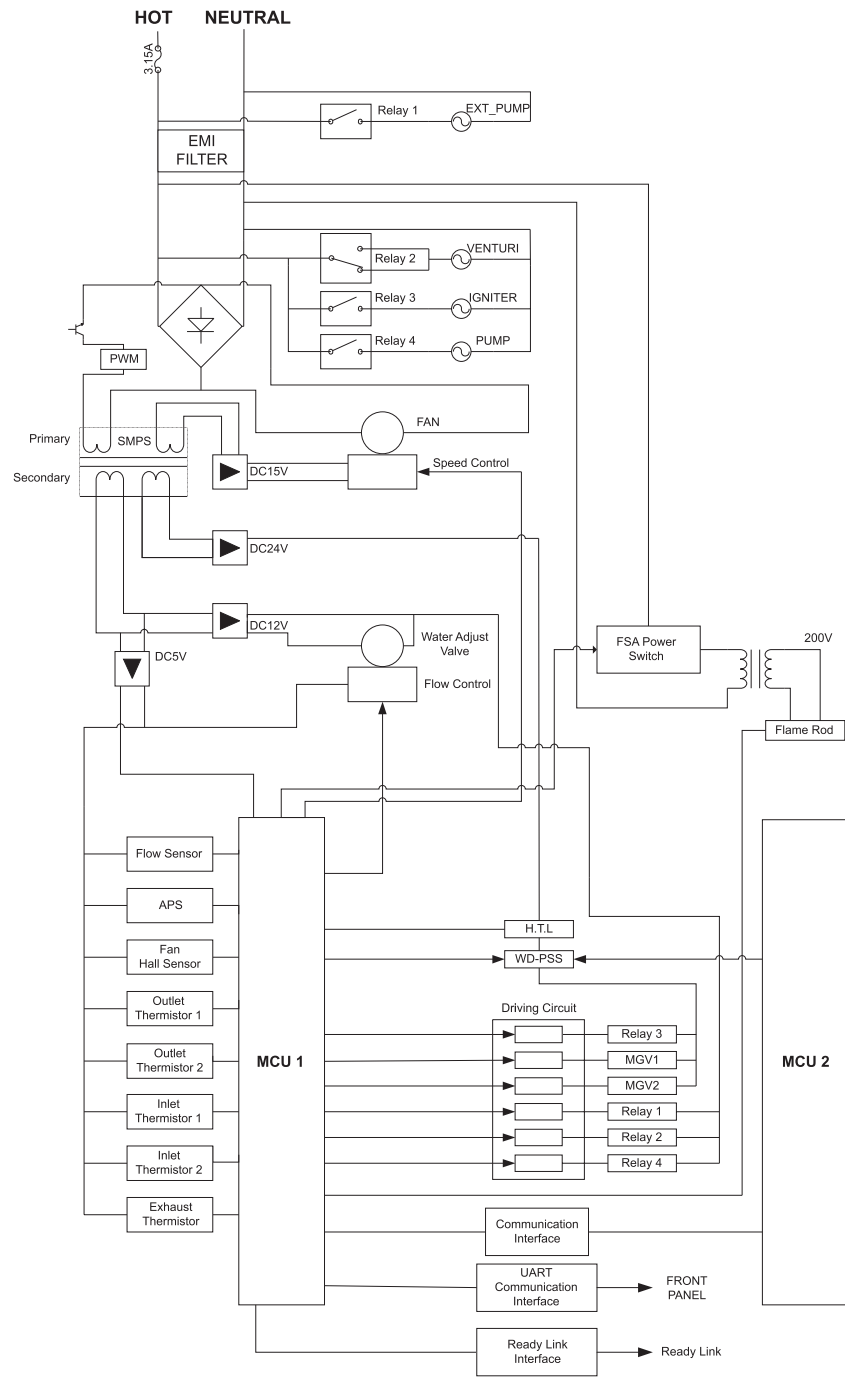 HOT
NEUTRAL
3.15A
Relay 1
EXT_PUMP
EMI
FILTER
VENTURI
Relay 2
Relay 3
IGNITER
Relay 4
PUMP
PWM
FAN
Primary
SMPS
Speed Control
Secondary
DC15V
DC24V
DC12V
Water Adjust
Valve
FSA Power
Switch
200V
DC5V
Flow Control
Flame Rod
Flow Sensor
APS
H.T.L
Fan
Hall Sensor
WD-PSS
Outlet
Thermistor 1
Driving Circuit
Relay 3
Outlet
Thermistor 2
MCU 1
MGV1
MCU 2
MGV2
Inlet
Thermistor 1
Relay 1
Relay 2
Inlet
Thermistor 2
Relay 4
Exhaust
Thermistor
Communication
Interface
UART
Communication
Interface
FRONT
PANEL
Ready Link
Interface
Ready Link